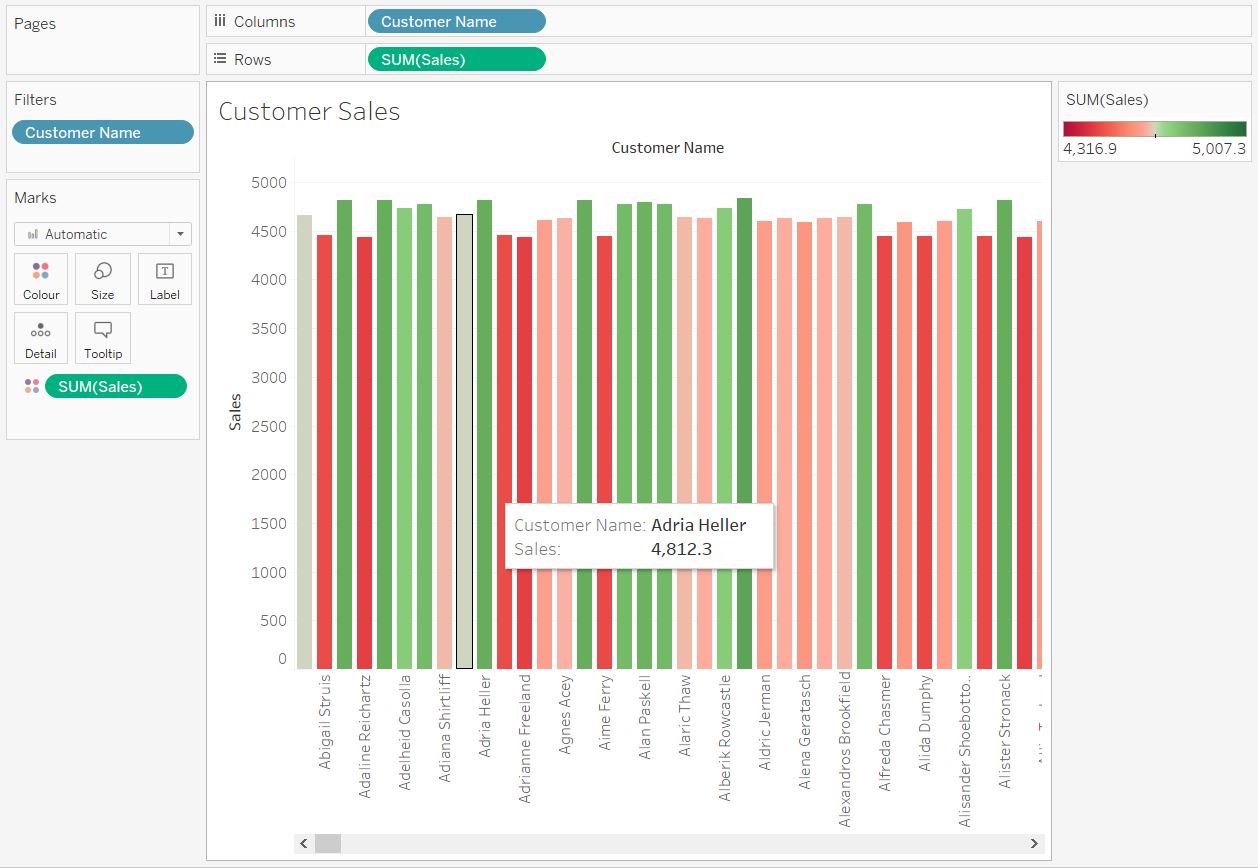 Pages
Columns
Customer Name
Rows
SUM(Sales)
Filters
Customer Name
Marks
Automatic
Colour
Size
Label
Detail
Tooltip
SUM(Sales)
Customer Sales
Customer Name
Sales
5000
4500
4000
3500
3000
2500
2000
1500
1000
500
0
Customer Name: Adria Heller
Sales: 4,812.3
Abigail Struis
Adaline Reichartz
Adelheid Casolla
Adiana Shirtliff
Adria Heller
Adrianne Freeland
Agnes Acey
Aime Ferry
Alan Paskell
Alaric Thaw
Alberik Rowcastle
Aldric Jerman
Alena Geratasch
Alexandros Brookfield
Alfreda Chasmer
Alida Dumphy
Alisander Shoebotto..
Alister Stronack
SUM(Sales)
4,316.9 5,007.3